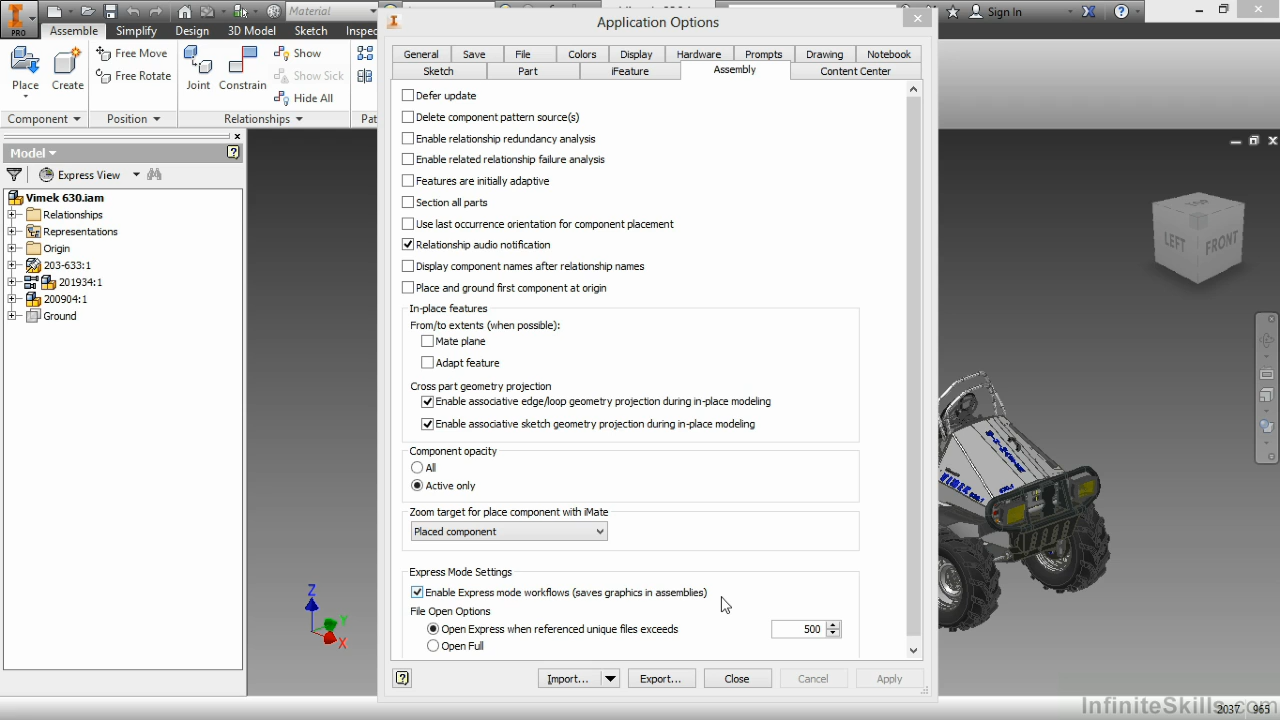 Material
Sign In
PRO
Assemble Simplify Design 3D Model Sketch Inspec
Place
Create
Free Move
Free Rotate
Joint
Constrain
Show
Show Sick
Hide All
Component
Position
Relationships
Pat
Model
Express View
Vimek 630.iam
Relationships
Representations
Origin
203-633:1
201934:1
200904:1
Ground
Application Options
General Save File Colors Display Hardware Prompts Drawing Notebook
Sketch Part iFeature Assembly Content Center
Defer update
Delete component pattern source(s)
Enable relationship redundancy analysis
Enable related relationship failure analysis
Features are initially adaptive
Section all parts
Use last occurrence orientation for component placement
Relationship audio notification
Display component names after relationship names
Place and ground first component at origin
In-place features
From/to extents (when possible):
Mate plane
Adapt feature
Cross part geometry projection
Enable associative edge/loop geometry projection during in-place modeling
Enable associative sketch geometry projection during in-place modeling
Component opacity
All
Active only
Zoom target for place component with iMate
Placed component
Express Mode Settings
Enable Express mode workflows (saves graphics in assemblies)
File Open Options
Open Express when referenced unique files exceeds 500
Open Full
Import... Export... Close Cancel Apply
TOP
LEFT
FRONT
VIMEK
Z
Y
X
InfiniteSkills.com
2037 965